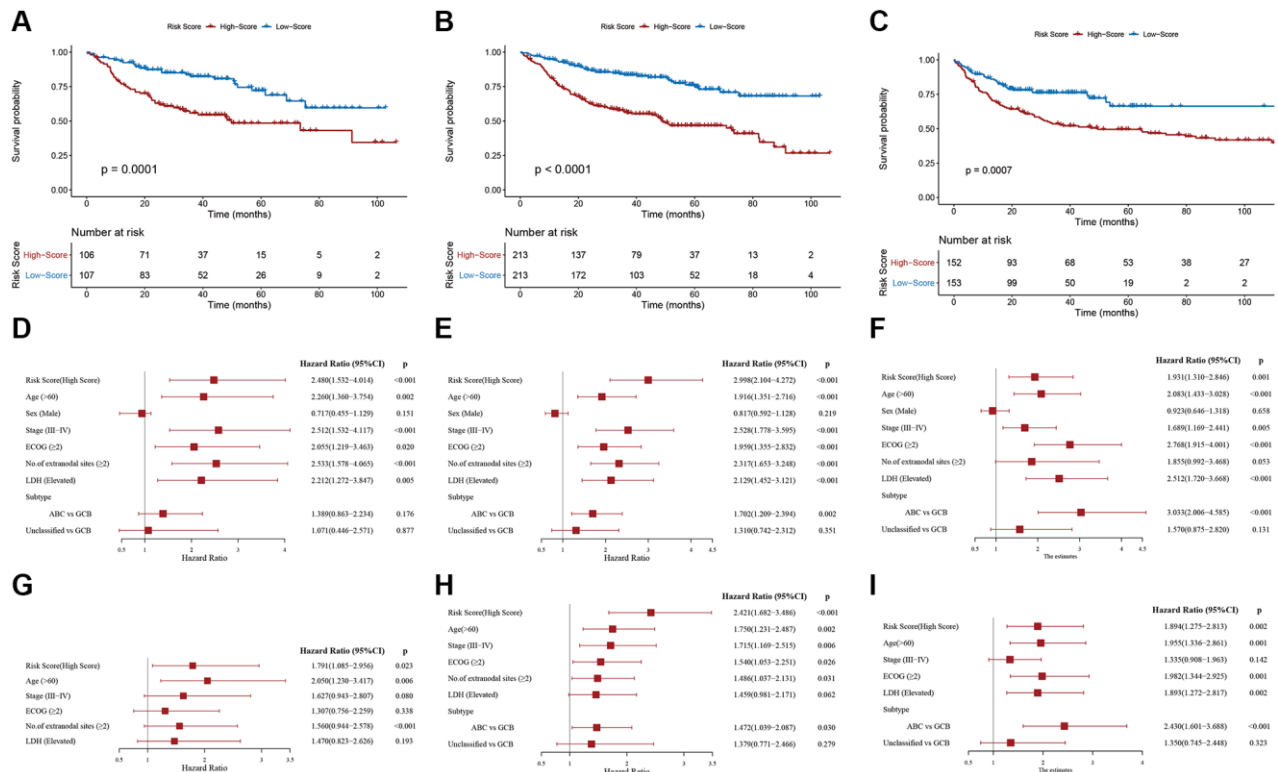 A
Risk Score High-Score Low-Score
Survival probability
1.00
0.75
0.50
0.25
0.00
p = 0.0001
0 20 40 60 80 100
Time (months)
Number at risk
Risk Score
High-Score 106 71 37 15 5 2
Low-Score 107 83 52 26 9 2
B
Risk Score High-Score Low-Score
Survival probability
1.00
0.75
0.50
0.25
0.00
p < 0.0001
0 20 40 60 80 100
Time (months)
Number at risk
Risk Score
High-Score 213 137 79 37 13 2
Low-Score 213 172 103 52 18 4
C
Risk Score High-Score Low-Score
Survival probability
1.00
0.75
0.50
0.25
0.00
p = 0.0007
0 20 40 60 80 100
Time (months)
Number at risk
Risk Score
High-Score 152 93 68 53 38 27
Low-Score 153 99 50 19 2 2
D
Hazard Ratio (95%CI) p
Risk Score(High Score) 2.480(1.532−4.014) <0.001
Age (>60) 2.260(1.360−3.754) 0.002
Sex (Male) 0.717(0.455−1.129) 0.151
Stage (III−IV) 2.512(1.532−4.117) <0.001
ECOG (≥2) 2.055(1.219−3.463) 0.020
No.of extranodal sites (≥2) 2.533(1.578−4.065) <0.001
LDH (Elevated) 2.212(1.272−3.847) 0.005
Subtype
ABC vs GCB 1.389(0.863−2.234) 0.176
Unclassified vs GCB 1.071(0.446−2.571) 0.877
0.5 1 2 3 4
Hazard Ratio
E
Hazard Ratio (95%CI) p
Risk Score(High Score) 2.998(2.104−4.272) <0.001
Age (>60) 1.916(1.351−2.716) <0.001
Sex (Male) 0.817(0.592−1.128) 0.219
Stage (III−IV) 2.528(1.778−3.595) <0.001
ECOG (≥2) 1.959(1.355−2.832) <0.001
No.of extranodal sites (≥2) 2.317(1.653−3.248) <0.001
LDH (Elevated) 2.129(1.452−3.121) <0.001
Subtype
ABC vs GCB 1.702(1.209−2.394) 0.002
Unclassified vs GCB 1.310(0.742−2.312) 0.351
0.5 1 2 3 4 4.5
Hazard Ratio
F
Hazard Ratio (95%CI) p
Risk Score(High Score) 1.931(1.310−2.846) 0.001
Age (>60) 2.083(1.433−3.028) <0.001
Sex (Male) 0.923(0.646−1.318) 0.658
Stage (III−IV) 1.689(1.169−2.441) 0.005
ECOG (≥2) 2.768(1.915−4.001) <0.001
No.of extranodal sites (≥2) 1.855(0.992−3.468) 0.053
LDH (Elevated) 2.512(1.720−3.668) <0.001
Subtype
ABC vs GCB 3.033(2.006−4.585) <0.001
Unclassified vs GCB 1.570(0.875−2.820) 0.131
0.5 1 2 3 4 4.5
The estimates
G
Hazard Ratio (95%CI) p
Risk Score(High Score) 1.791(1.085−2.956) 0.023
Age (>60) 2.050(1.230−3.417) 0.006
Stage (III−IV) 1.627(0.943−2.807) 0.080
ECOG (≥2) 1.307(0.756−2.259) 0.338
No.of extranodal sites (≥2) 1.560(0.944−2.578) <0.001
LDH (Elevated) 1.470(0.823−2.626) 0.193
0.5 1 2 3 3.5
Hazard Ratio
H
Hazard Ratio (95%CI) p
Risk Score(High Score) 2.421(1.682−3.486) <0.001
Age(>60) 1.750(1.231−2.487) 0.002
Stage (III−IV) 1.715(1.169−2.515) 0.006
ECOG (≥2) 1.540(1.053−2.251) 0.026
No.of extranodal sites (≥2) 1.486(1.037−2.131) 0.031
LDH (Elevated) 1.459(0.981−2.171) 0.062
Subtype
ABC vs GCB 1.472(1.039−2.087) 0.030
Unclassified vs GCB 1.379(0.771−2.466) 0.279
0.5 1 2 3 3.5
Hazard Ratio
I
Hazard Ratio (95%CI) p
Risk Score(High Score) 1.894(1.275−2.813) 0.002
Age(>60) 1.955(1.336−2.861) 0.001
Stage (III−IV) 1.335(0.908−1.963) 0.142
ECOG (≥2) 1.982(1.344−2.925) 0.001
LDH (Elevated) 1.893(1.272−2.817) 0.002
Subtype
ABC vs GCB 2.430(1.601−3.688) <0.001
Unclassified vs GCB 1.350(0.745−2.448) 0.323
0.5 1 2 3 4
The estimates